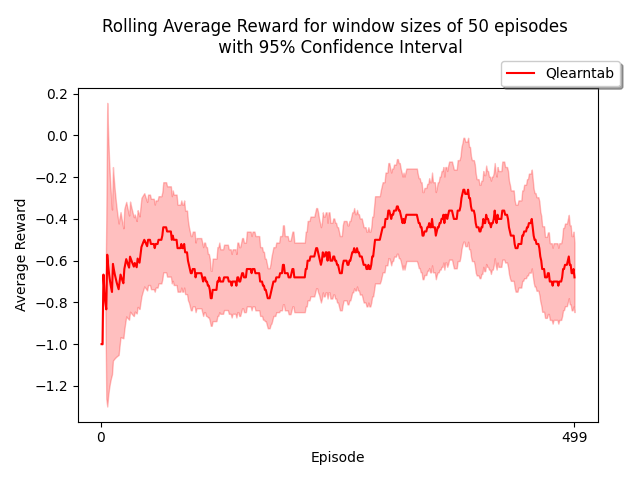 Rolling Average Reward for window sizes of 50 episodes
with 95% Confidence Interval
Qlearntab
0.2
0.0
−0.2
−0.4
−0.6
−0.8
−1.0
−1.2
Average Reward
0 499
Episode